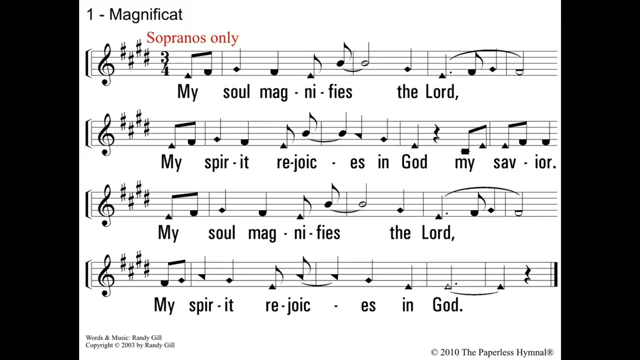 1 - Magnificat
Sopranos only
3
4
My soul mag - ni - fies the Lord,
My spir - it re-joic - es in God my sav - ior.
My soul mag - ni - fies the Lord,
My spir - it re-joic - es in God.
Words & Music: Randy Gill
Copyright © 2003 by Randy Gill
© 2010 The Paperless Hymnal®